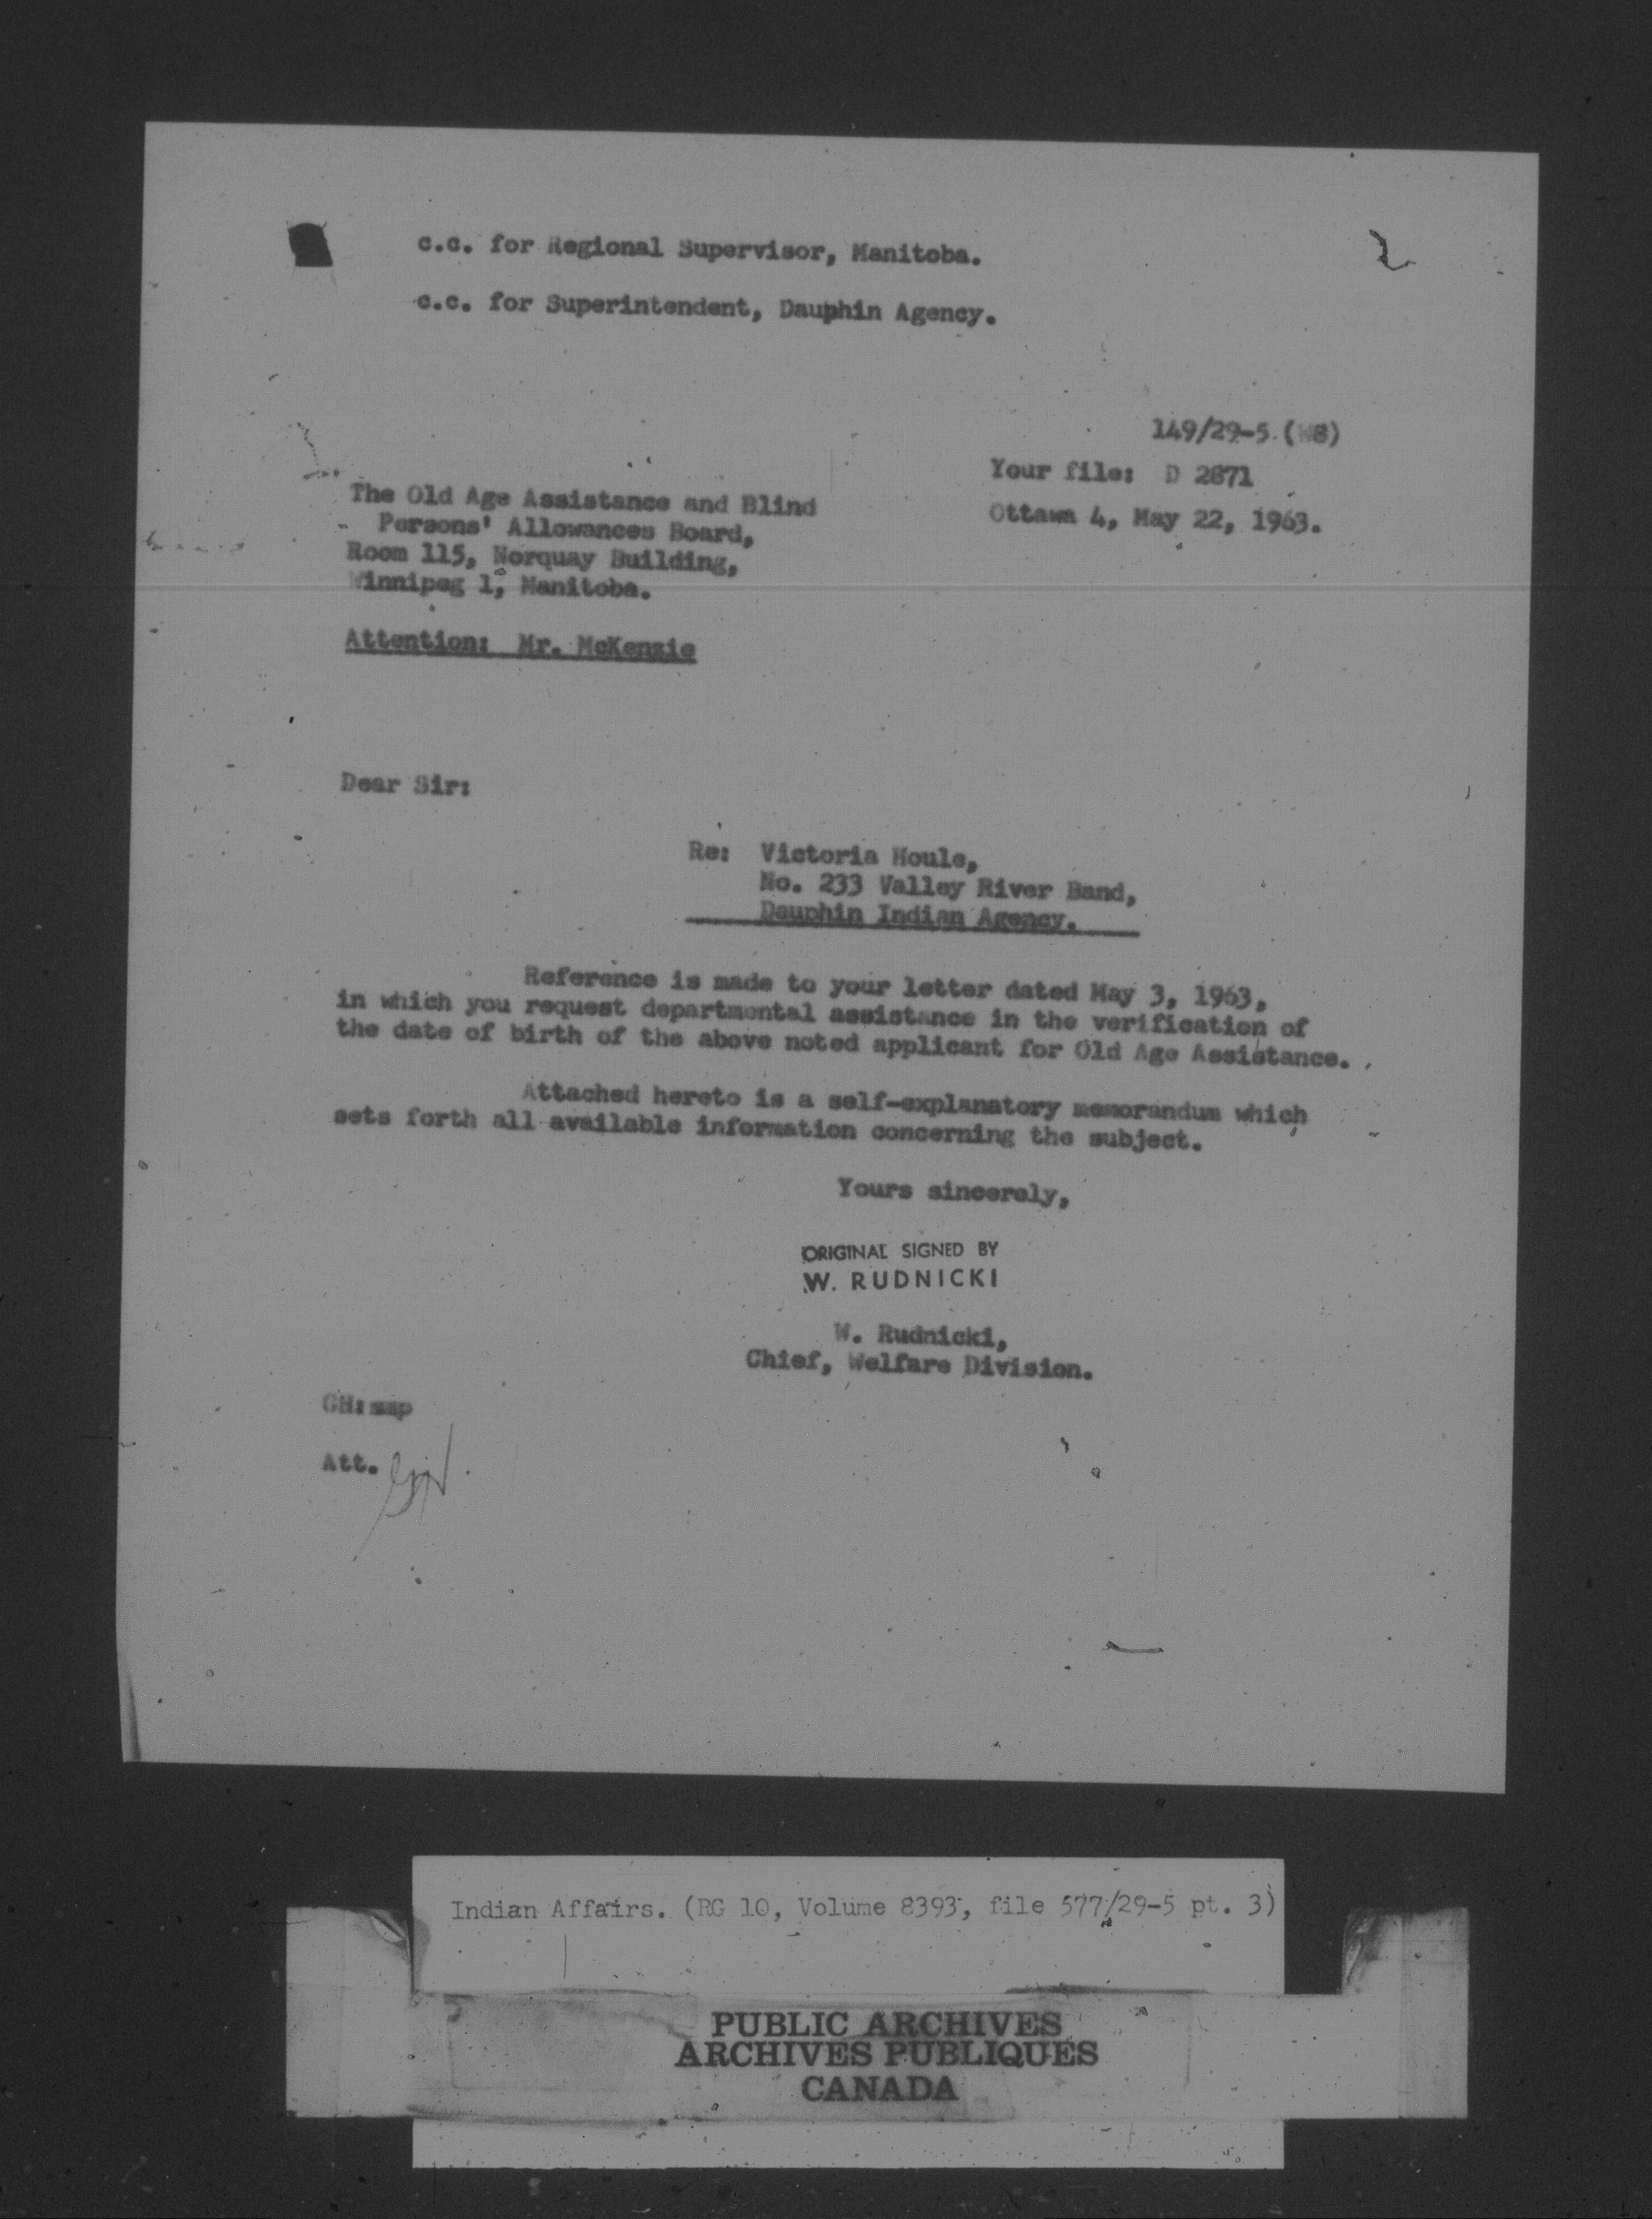 c.c. for Regional Supervisor, Manitoba.
c.c. for Superintendent, Dauphin Agency.
149/29-5 (W8)
Your file: D 2871
Ottawa 4, May 22, 1963.
The Old Age Assistance and Blind
Persons' Allowances Board,
Room 115, Norquay Building,
Winnipeg 1, Manitoba.
Attention: Mr. McKenzie
Dear Sir:
Re: Victoria Houle,
No. 233 Valley River Band,
Dauphin Indian Agency.
Reference is made to your letter dated May 3, 1963,
in which you request departmental assistance in the verification of
the date of birth of the above noted applicant for Old Age Assistance.
Attached hereto is a self-explanatory memorandum which
sets forth all available information concerning the subject.
Yours sincerely,
ORIGINAL SIGNED BY
W. RUDNICKI
W. Rudnicki,
Chief, Welfare Division.
GH:smp
Att.
Indian Affairs. (RG 10, Volume 8393, file 577/29-5 pt. 3)
PUBLIC ARCHIVES
ARCHIVES PUBLIQUES
CANADA